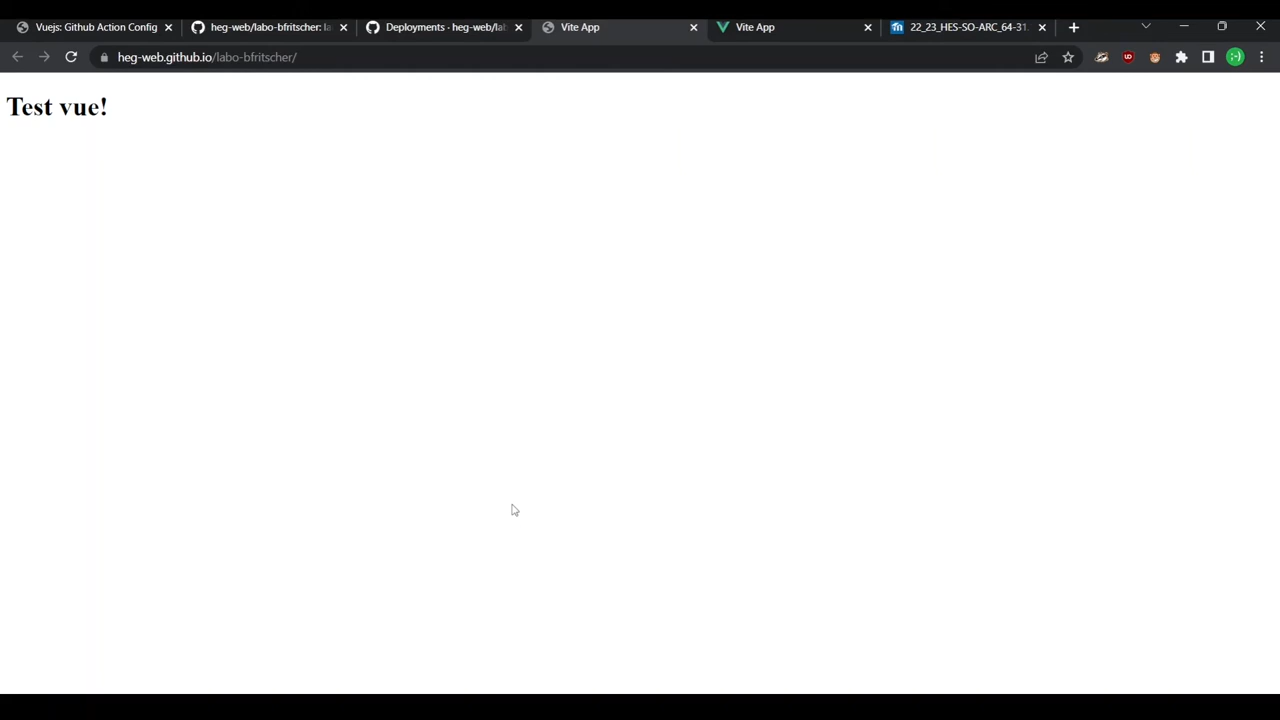 Vuejs: Github Action Config
heg-web/labo-bfritscher: la
Deployments · heg-web/lab
Vite App
Vite App
22_23_HES-SO-ARC_64-31
heg-web.github.io/labo-bfritscher/
Test vue!